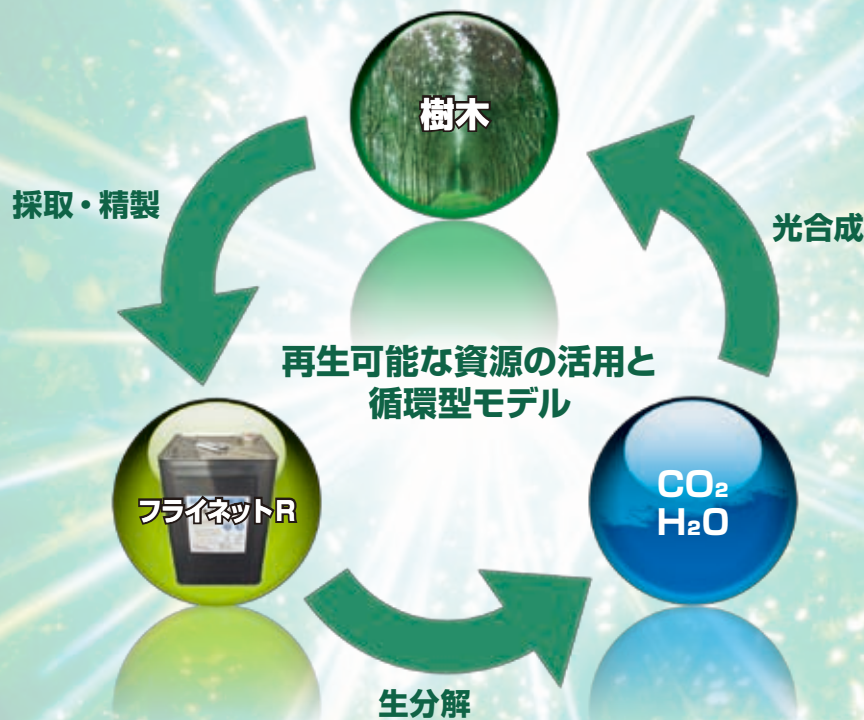 樹木
採取・精製
光合成
再生可能な資源の活用と
循環型モデル
フライネットR
CO₂
H₂O
生分解